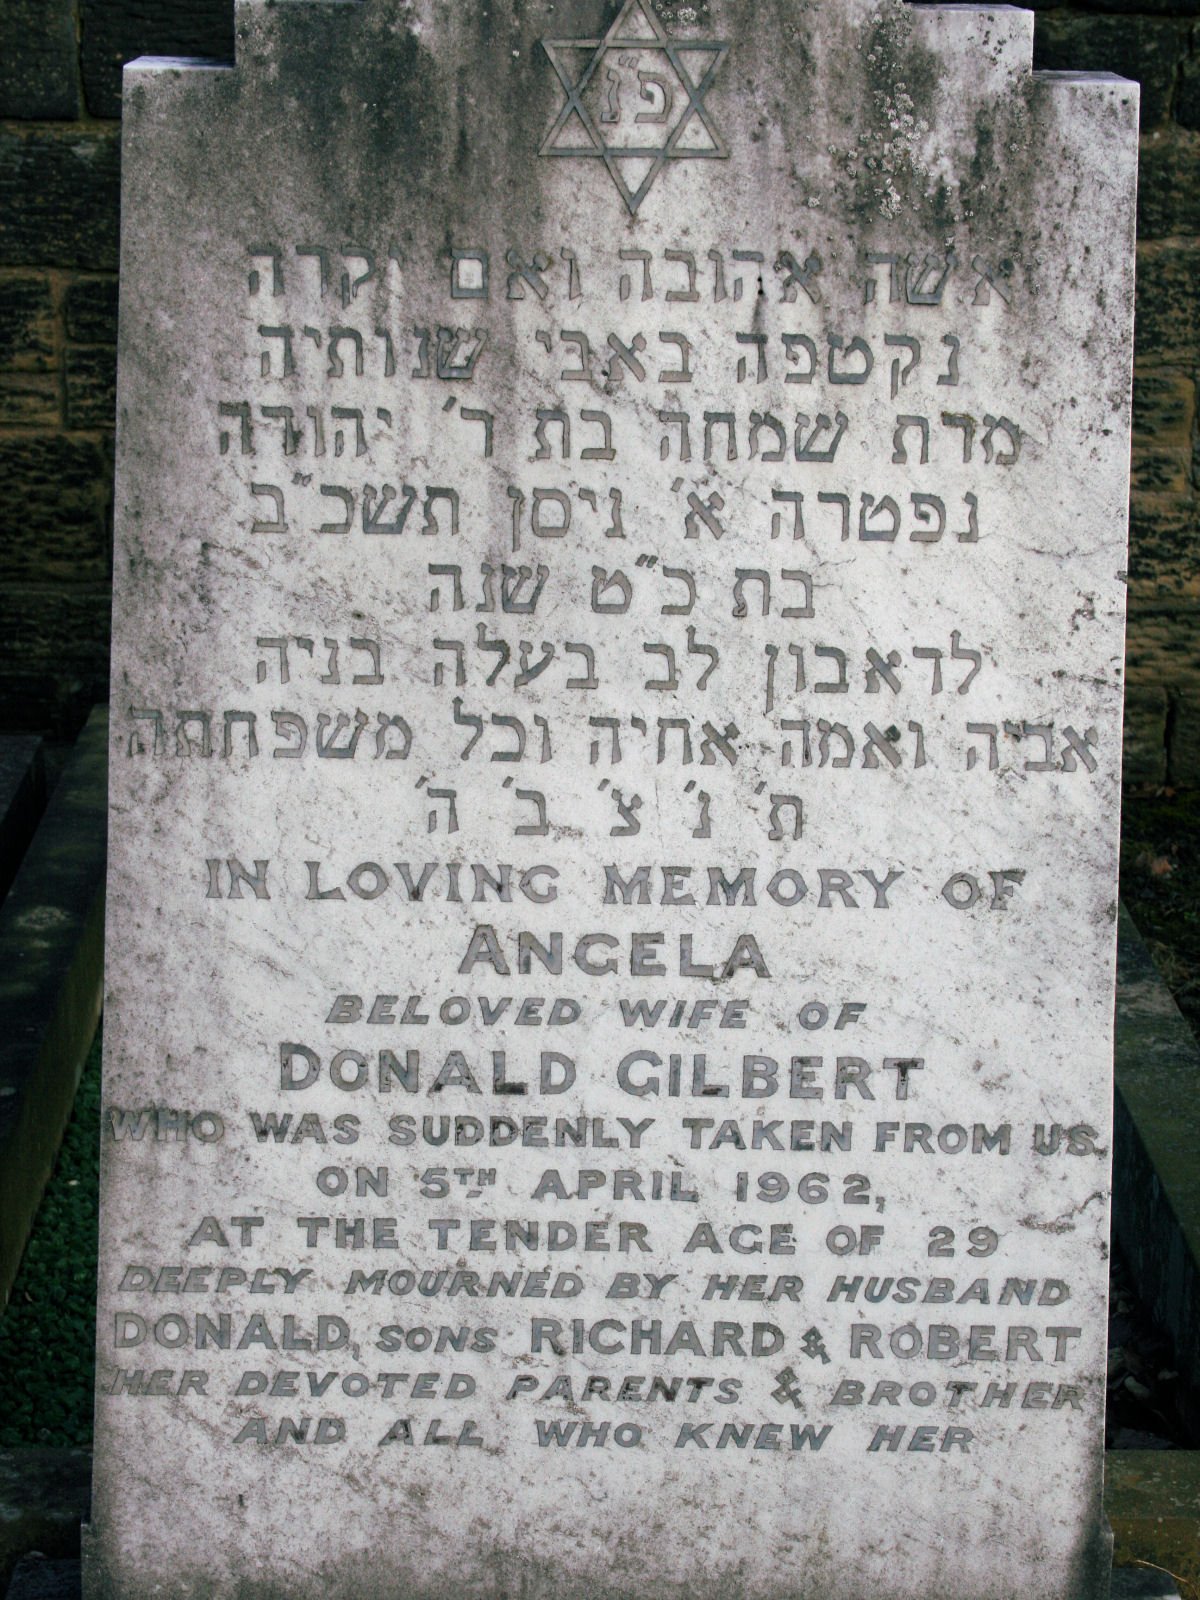 פ״נ
אשה אהובה ואם יקרה
נקטפה באבי שנותיה
מרת שמחה בת ר׳ יהודה
נפטרה א׳ ניסן תשכ״ב
בת כ״ט שנה
לדאבון לב בעלה בניה
אביה ואמה אחיה וכל משפחתה
ת׳ נ׳ צ׳ ב׳ ה׳
IN LOVING MEMORY OF
ANGELA
BELOVED WIFE OF
DONALD GILBERT
WHO WAS SUDDENLY TAKEN FROM US.
ON 5TH APRIL 1962,
AT THE TENDER AGE OF 29
DEEPLY MOURNED BY HER HUSBAND
DONALD, SONS RICHARD & ROBERT
HER DEVOTED PARENTS & BROTHER
AND ALL WHO KNEW HER